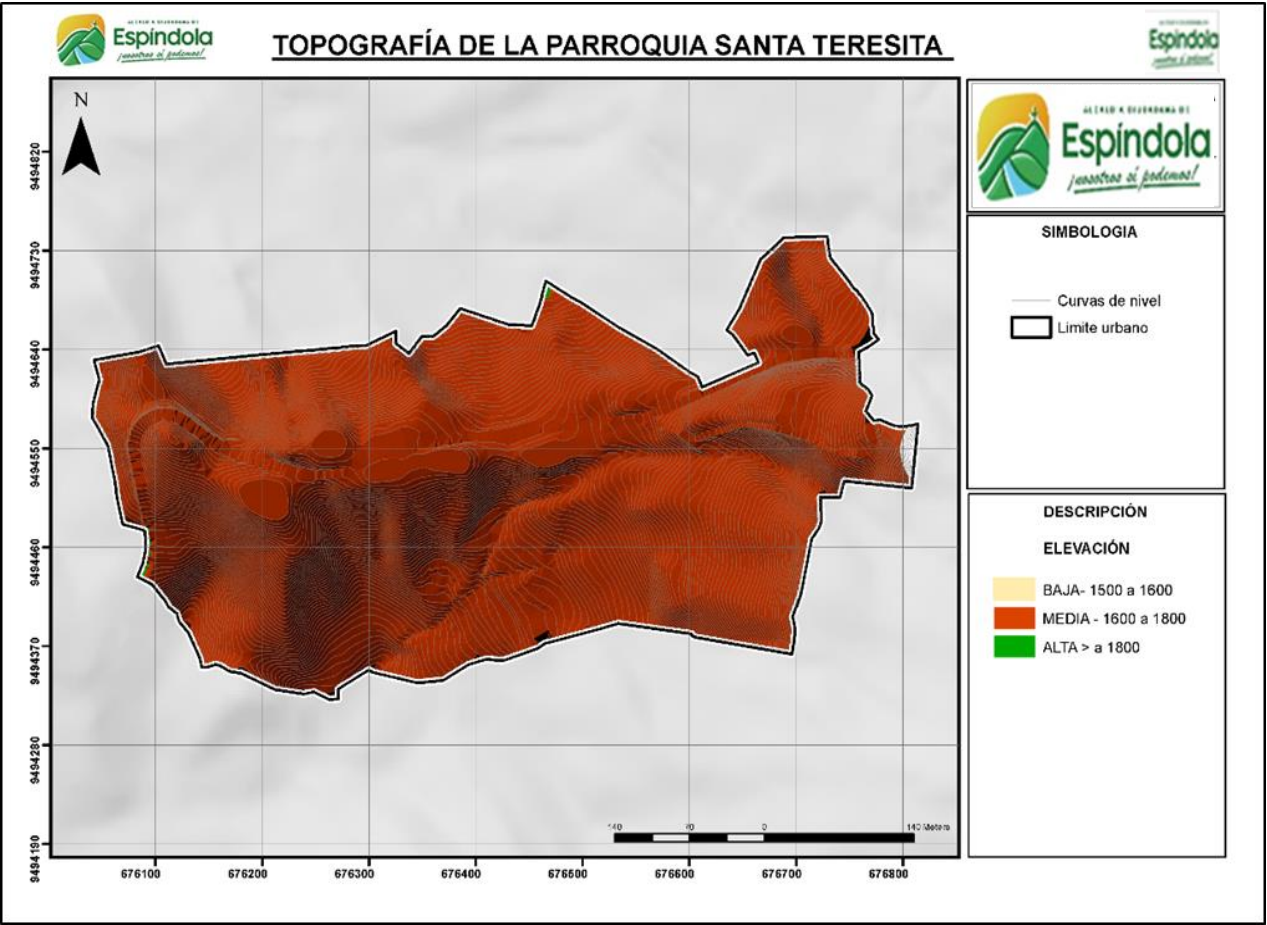 Espíndola
¡nosotros sí podemos!
TOPOGRAFÍA DE LA PARROQUIA SANTA TERESITA
Espíndola
N
Espíndola
¡nosotros sí podemos!
SIMBOLOGIA
Curvas de nivel
Limite urbano
DESCRIPCIÓN
ELEVACIÓN
BAJA- 1500 a 1600
MEDIA - 1600 a 1800
ALTA > a 1800
9494820
9494730
9494640
9494550
9494460
9494370
9494280
9494190
140 70 0 140 Meters
676100 676200 676300 676400 676500 676600 676700 676800